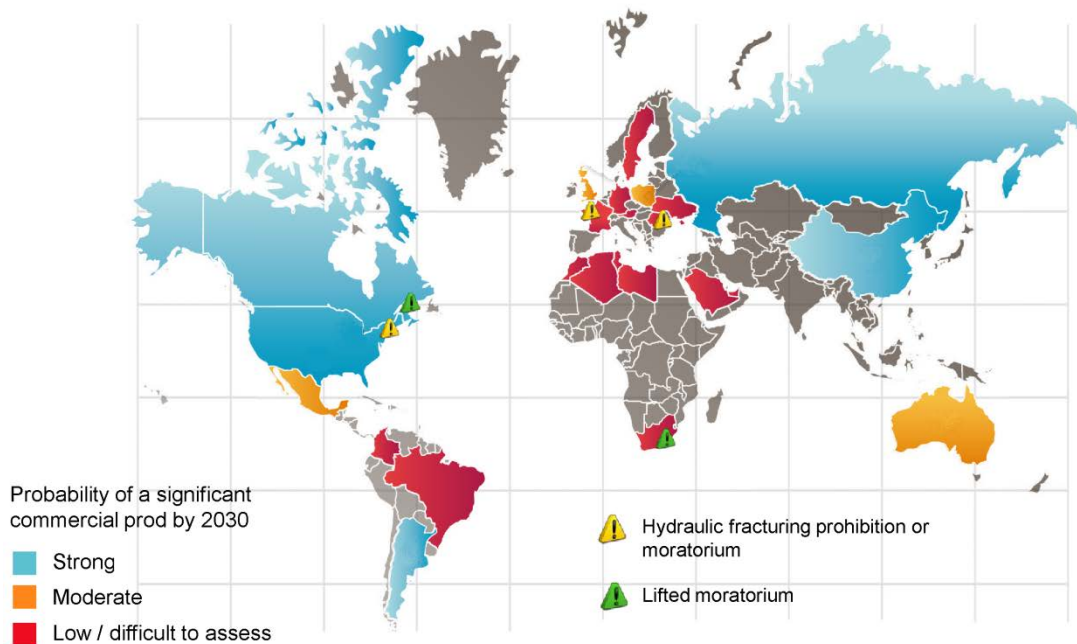 Probability of a significant
commercial prod by 2030
Strong
Moderate
Low / difficult to assess
Hydraulic fracturing prohibition or
moratorium
Lifted moratorium